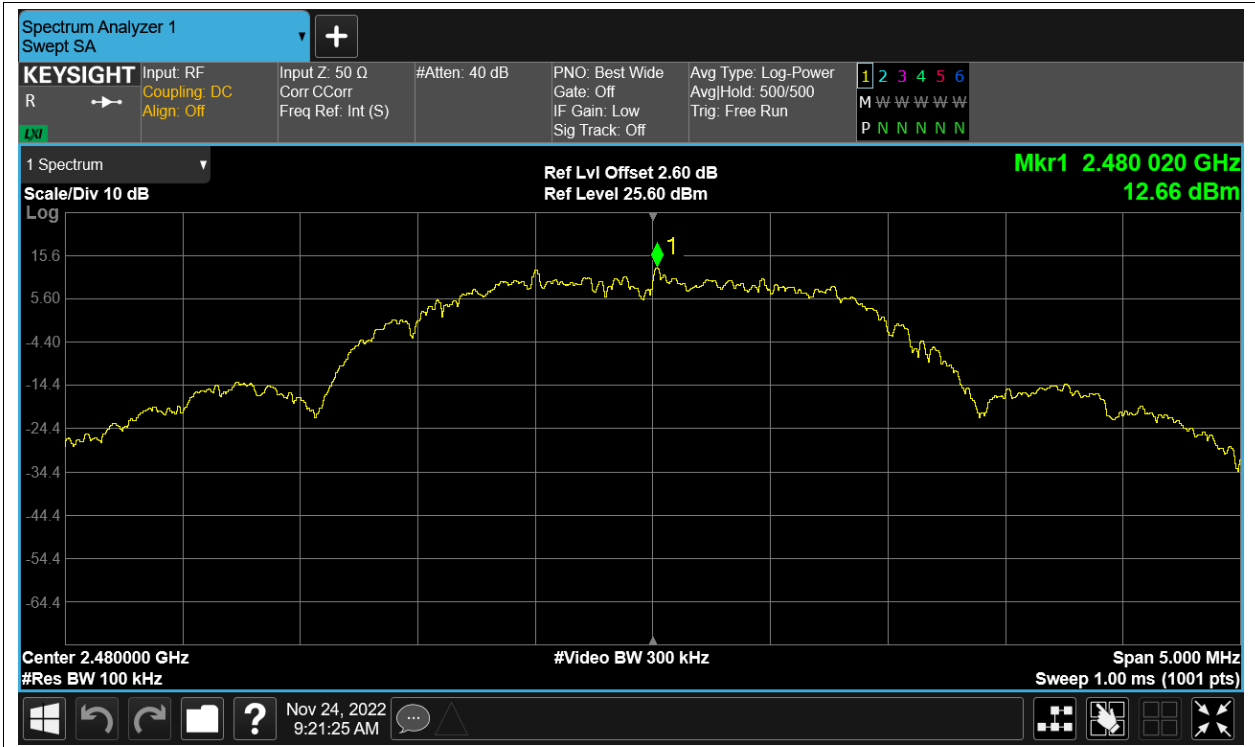 Spectrum Analyzer 1
Swept SA
+
KEYSIGHT
R
LXI
Input: RF
Coupling: DC
Align: Off
Input Z: 50 Ω
Corr CCorr
Freq Ref: Int (S)
#Atten: 40 dB
PNO: Best Wide
Gate: Off
IF Gain: Low
Sig Track: Off
Avg Type: Log-Power
Avg|Hold: 500/500
Trig: Free Run
1 2 3 4 5 6
M W W W W W W
P N N N N N
1 Spectrum
Scale/Div 10 dB
Log
Ref Lvl Offset 2.60 dB
Ref Level 25.60 dBm
Mkr1 2.480 020 GHz
12.66 dBm
1
15.6
5.60
-4.40
-14.4
-24.4
-34.4
-44.4
-54.4
-64.4
Center 2.480000 GHz
#Video BW 300 kHz
Span 5.000 MHz
#Res BW 100 kHz
Sweep 1.00 ms (1001 pts)
?
Nov 24, 2022
9:21:25 AM